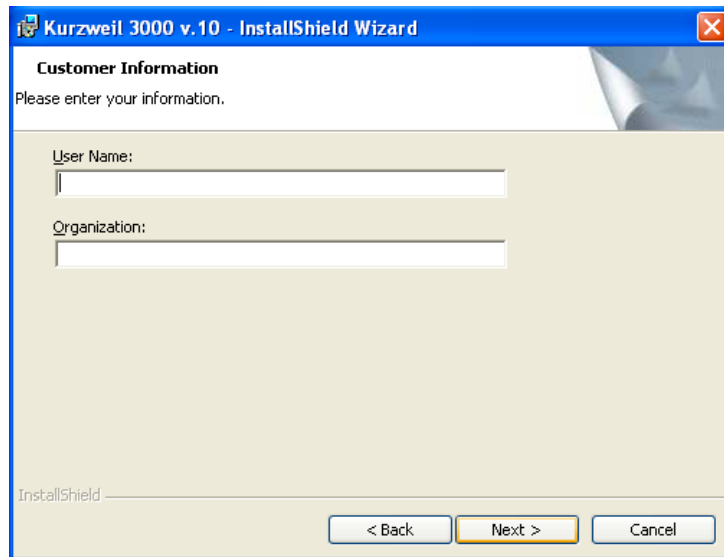 Kurzweil 3000 v.10 - InstallShield Wizard
Customer Information
Please enter your information.
User Name:
Organization:
InstallShield
< Back Next > Cancel